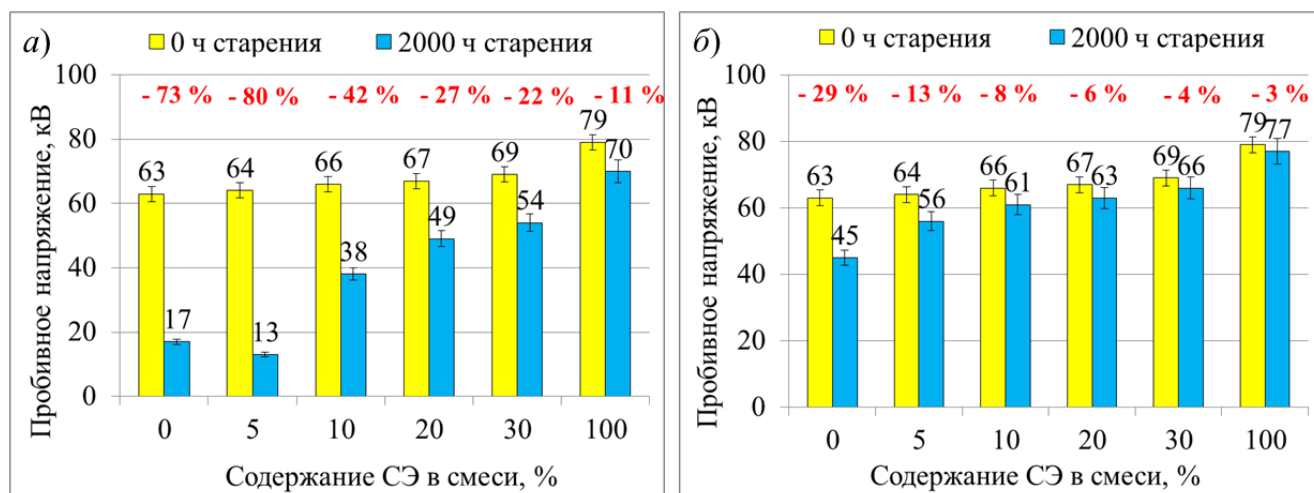 а)
0 ч старения 2000 ч старения
Пробивное напряжение, кВ
100
80
60
40
20
0
- 73 % - 80 % - 42 % - 27 % - 22 % - 11 %
63 64 66 67 69 79
17 13 38 49 54 70
0 5 10 20 30 100
Содержание СЭ в смеси, %
б)
0 ч старения 2000 ч старения
Пробивное напряжение, кВ
100
80
60
40
20
0
- 29 % - 13 % - 8 % - 6 % - 4 % - 3 %
63 64 66 67 69 79
45 56 61 63 66 77
0 5 10 20 30 100
Содержание СЭ в смеси, %